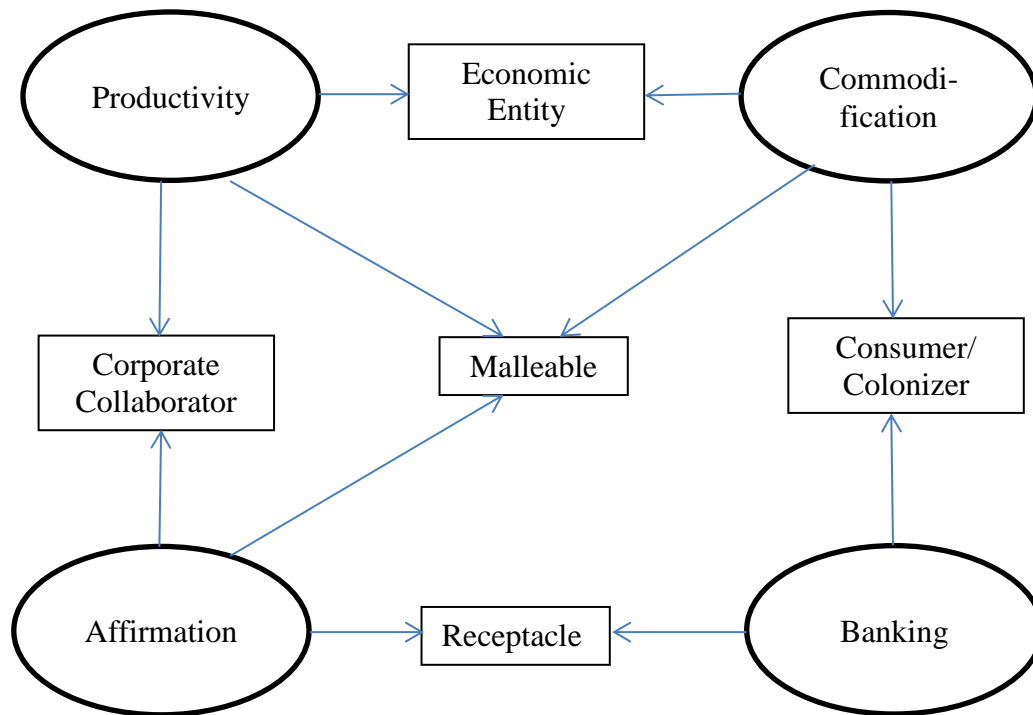 Productivity
Economic
Entity
Commodi-
fication
Corporate
Collaborator
Malleable
Consumer/
Colonizer
Affirmation
Receptacle
Banking